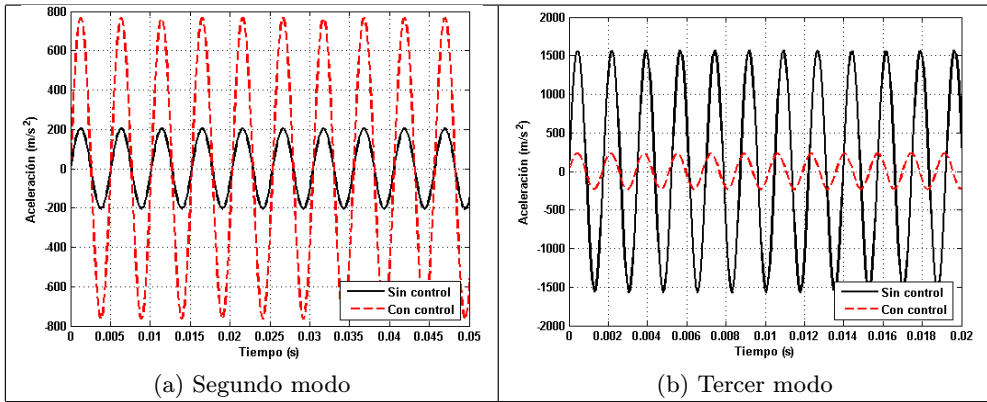 800
600
400
200
0
-200
-400
-600
-800
Aceleración (m/s²)
0 0.005 0.01 0.015 0.02 0.025 0.03 0.035 0.04 0.045 0.05
Tiempo (s)
Sin control
Con control
(a) Segundo modo
2000
1500
1000
500
0
-500
-1000
-1500
-2000
Aceleración (m/s²)
0 0.002 0.004 0.006 0.008 0.01 0.012 0.014 0.016 0.018 0.02
Tiempo (s)
Sin control
Con control
(b) Tercer modo